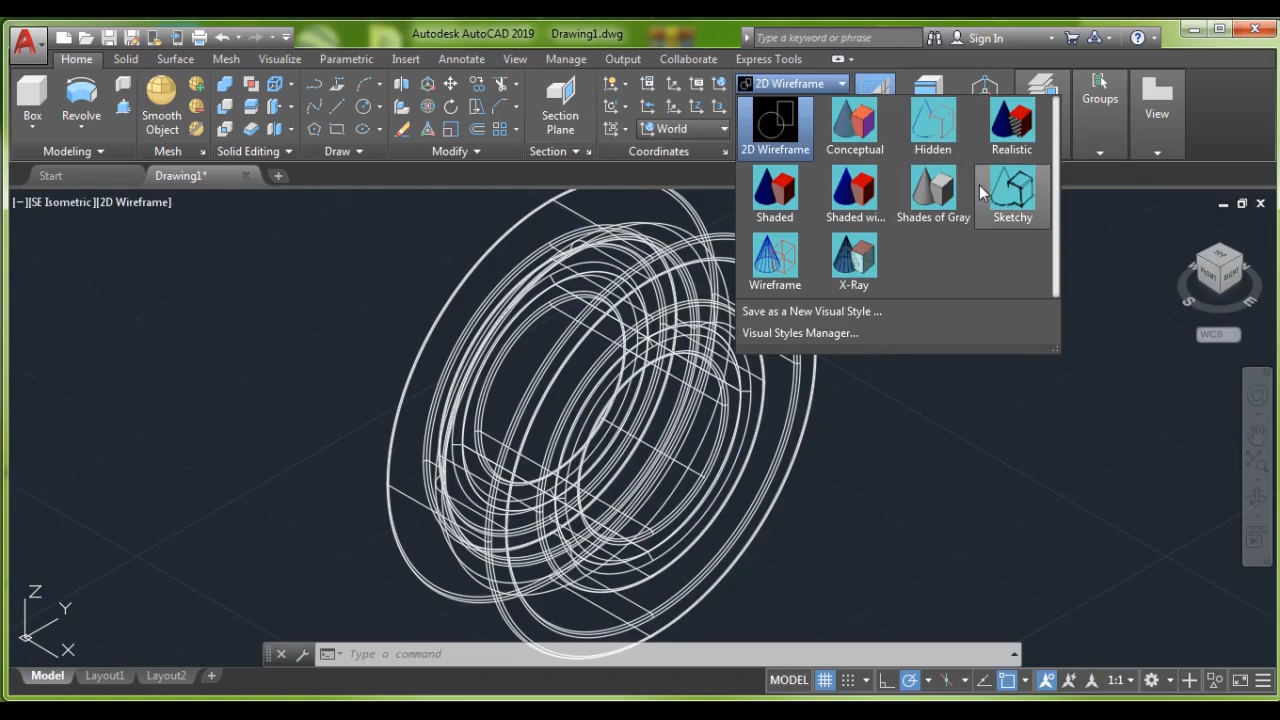 Autodesk AutoCAD 2019 Drawing1.dwg
Type a keyword or phrase
Sign In
Home Solid Surface Mesh Visualize Parametric Insert Annotate View Manage Output Collaborate Express Tools
2D Wireframe
Box
Revolve
Smooth Object
Section Plane
World
Groups
View
Modeling
Mesh
Solid Editing
Draw
Modify
Section
Coordinates
2D Wireframe Conceptual Hidden Realistic
Shaded Shaded wi... Shades of Gray Sketchy
Wireframe X-Ray
Save as a New Visual Style ...
Visual Styles Manager...
Start Drawing1*
[−][SE Isometric][2D Wireframe]
FRONT RIGHT
S E
WCS
Z
Y
X
Type a command
Model Layout1 Layout2
MODEL 1:1